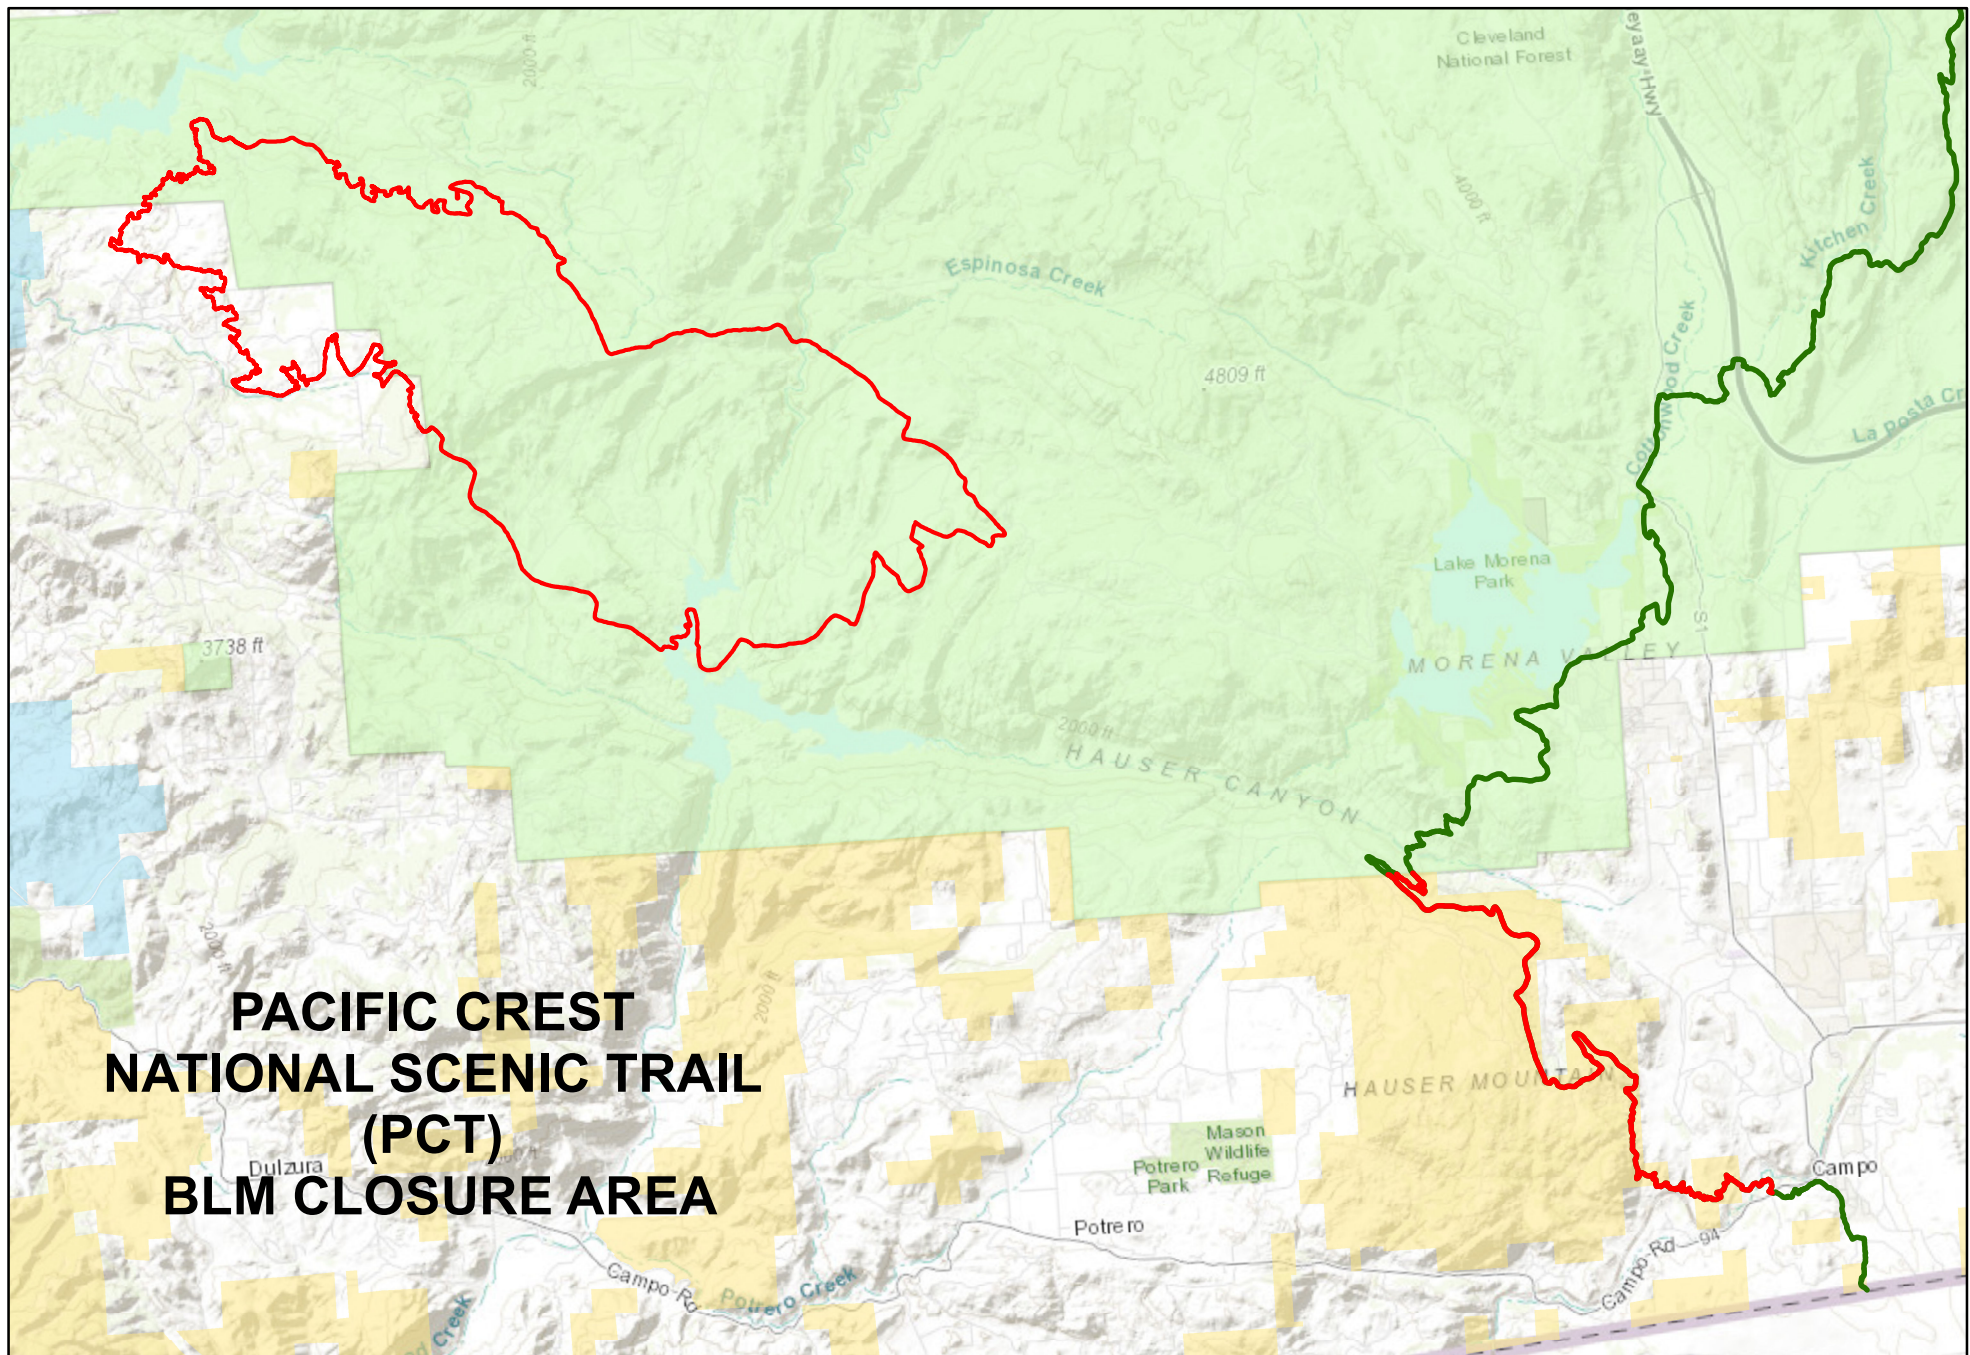 Cleveland
National Forest
eyaay-Hwy
2000 ft
4000 ft
Kitchen Creek
Espinosa Creek
Cottonwood Creek
4809 ft
La Posta Cr
Lake Morena
Park
S1
3738 ft
MORENA VALLEY
2000 ft
HAUSER CANYON
2000 ft
2000 ft
PACIFIC CREST
NATIONAL SCENIC TRAIL
(PCT)
BLM CLOSURE AREA
HAUSER MOUNTAIN
Mason
Wildlife
Refuge
Potrero
Park
Dulzura
Campo
Potrero
Campo-Rd—94
Campo-Rd
Potrero Creek
Creek